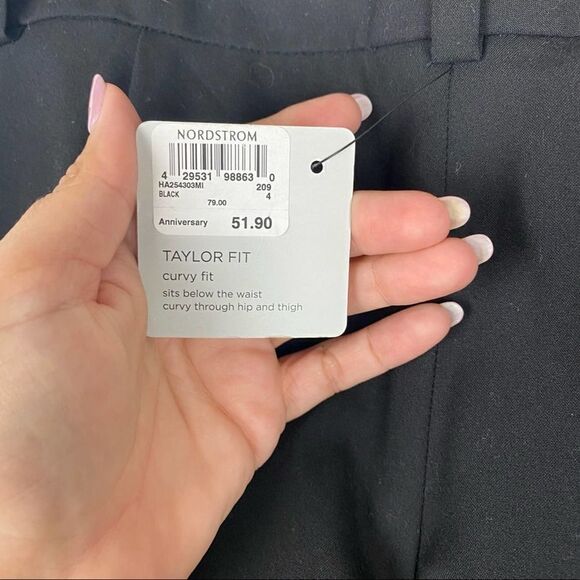 NORDSTROM
4 29531 98863 0
HA254303MI 209
BLACK 4
79.00
Anniversary 51.90
TAYLOR FIT
curvy fit
sits below the waist
curvy through hip and thigh